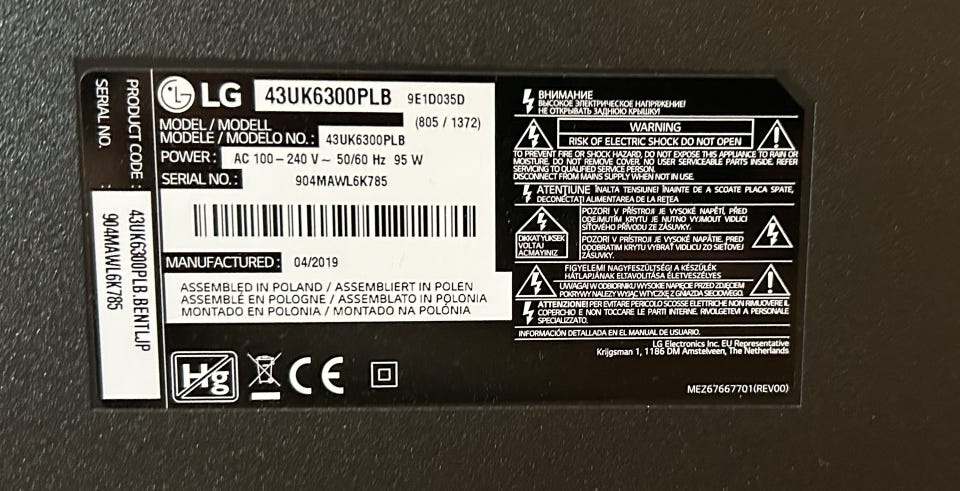 LG 43UK6300PLB 9E1D035D
MODEL / MODELL (805 / 1372)
MODELE / MODELO NO.: 43UK6300PLB
POWER: AC 100 – 240 V ~ 50/60 Hz 95 W
SERIAL NO.: 904MAWL6K785
MANUFACTURED : 04/2019
ASSEMBLED IN POLAND / ASSEMBLIERT IN POLEN
ASSEMBLÉ EN POLOGNE / ASSEMBLATO IN POLONIA
MONTADO EN POLONIA / MONTADO NA POLÓNIA
Hg
CE
PRODUCT CODE : 43UK6300PLB.BENTLJP
SERIAL NO. : 904MAWL6K785
ВНИМАНИЕ
ВЫСОКОЕ ЭЛЕКТРИЧЕСКОЕ НАПРЯЖЕНИЕ!
НЕ ОТКРЫВАТЬ ЗАДНЮЮ КРЫШКУ!
WARNING
RISK OF ELECTRIC SHOCK DO NOT OPEN
TO PREVENT FIRE OR SHOCK HAZARD, DO NOT EXPOSE THIS APPLIANCE TO RAIN OR
MOISTURE. DO NOT REMOVE COVER. NO USER SERVICEABLE PARTS INSIDE. REFER
SERVICING TO QUALIFIED SERVICE PERSON.
DISCONNECT FROM MAINS SUPPLY WHEN NOT IN USE.
ATENȚIUNE ÎNALTA TENSIUNE! ÎNAINTE DE A SCOATE PLACA SPATE,
DECONECTAȚI ALIMENTAREA DE LA REȚEA
DIKKAT!YÜKSEK
VOLTAJ
AÇMAYINIZ
POZOR! V PŘÍSTROJI JE VYSOKÉ NAPĚTÍ, PŘED
ODEJMUTÍM KRYTU JE NUTNO VYJMOUT VIDLICI
SÍŤOVÉHO PŘÍVODU ZE ZÁSUVKY.
POZOR! V PRÍSTROJI JE VYSOKÉ NAPÄTIE. PRED
ODOBRATÍM KRYTU VYBRAŤ VIDLICU ZO SIEŤOVEJ
ZÁSUVKY.
FIGYELEM! NAGYFESZÜLTSÉG! A KÉSZÜLÉK
HÁTLAPJÁNAK ELTÁVOLÍTÁSA ÉLETVESZÉLYES
UWAGA! W ODBIORNIKU WYSOKIE NAPIĘCIE PRZED ZDJĘCIEM
POKRYWY NALEŻY WYJĄĆ WTYCZKĘ Z GNIAZDA SIECIOWEGO.
ATTENZIONE! PER EVITARE PERICOLO SCOSSE ELETTRICHE NON RIMUOVERE IL
COPERCHIO E NON TOCCARE LE PARTI INTERNE. RIVOLGETEVI A PERSONALE
SPECIALIZZATO.
INFORMACIÓN DETALLADA EN EL MANUAL DE USUARIO.
LG Electronics Inc. EU Representative
Krijgsman 1, 1186 DM Amstelveen, The Netherlands
MEZ67667701(REV00)